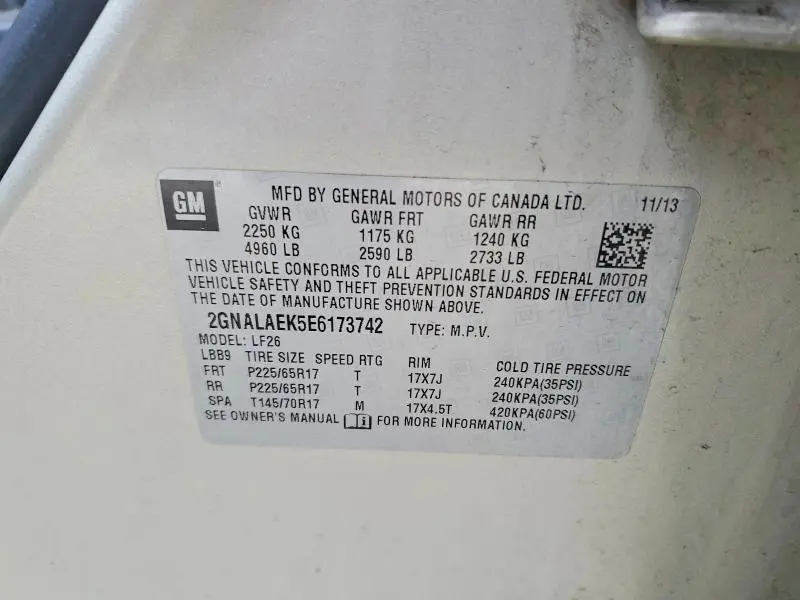 GM MFD BY GENERAL MOTORS OF CANADA LTD. 11/13
GVWR GAWR FRT GAWR RR
2250 KG 1175 KG 1240 KG
4960 LB 2590 LB 2733 LB
THIS VEHICLE CONFORMS TO ALL APPLICABLE U.S. FEDERAL MOTOR
VEHICLE SAFETY AND THEFT PREVENTION STANDARDS IN EFFECT ON
THE DATE OF MANUFACTURE SHOWN ABOVE.
2GNALAEK5E6173742 TYPE: M.P.V.
MODEL: LF26
LBB9 TIRE SIZE SPEED RTG RIM COLD TIRE PRESSURE
FRT P225/65R17 T 17X7J 240KPA(35PSI)
RR P225/65R17 T 17X7J 240KPA(35PSI)
SPA T145/70R17 M 17X4.5T 420KPA(60PSI)
SEE OWNER'S MANUAL FOR MORE INFORMATION.